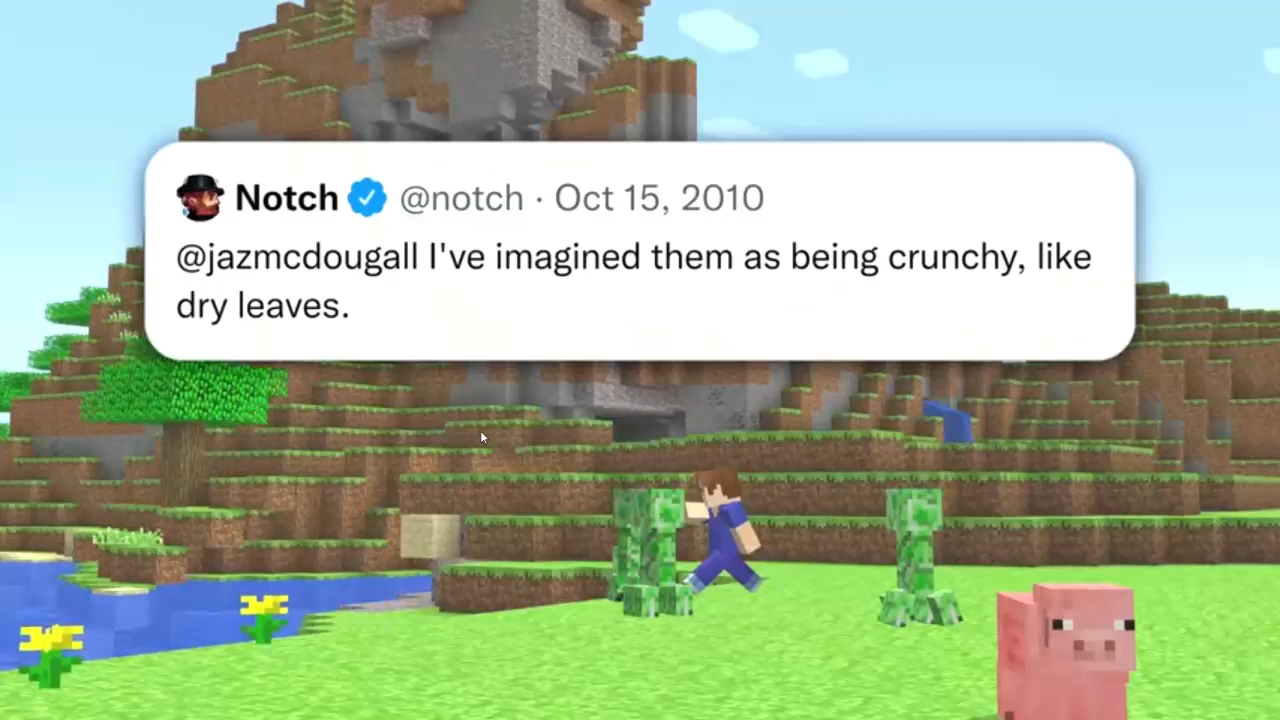 Notch @notch · Oct 15, 2010
@jazmcdougall I've imagined them as being crunchy, like
dry leaves.